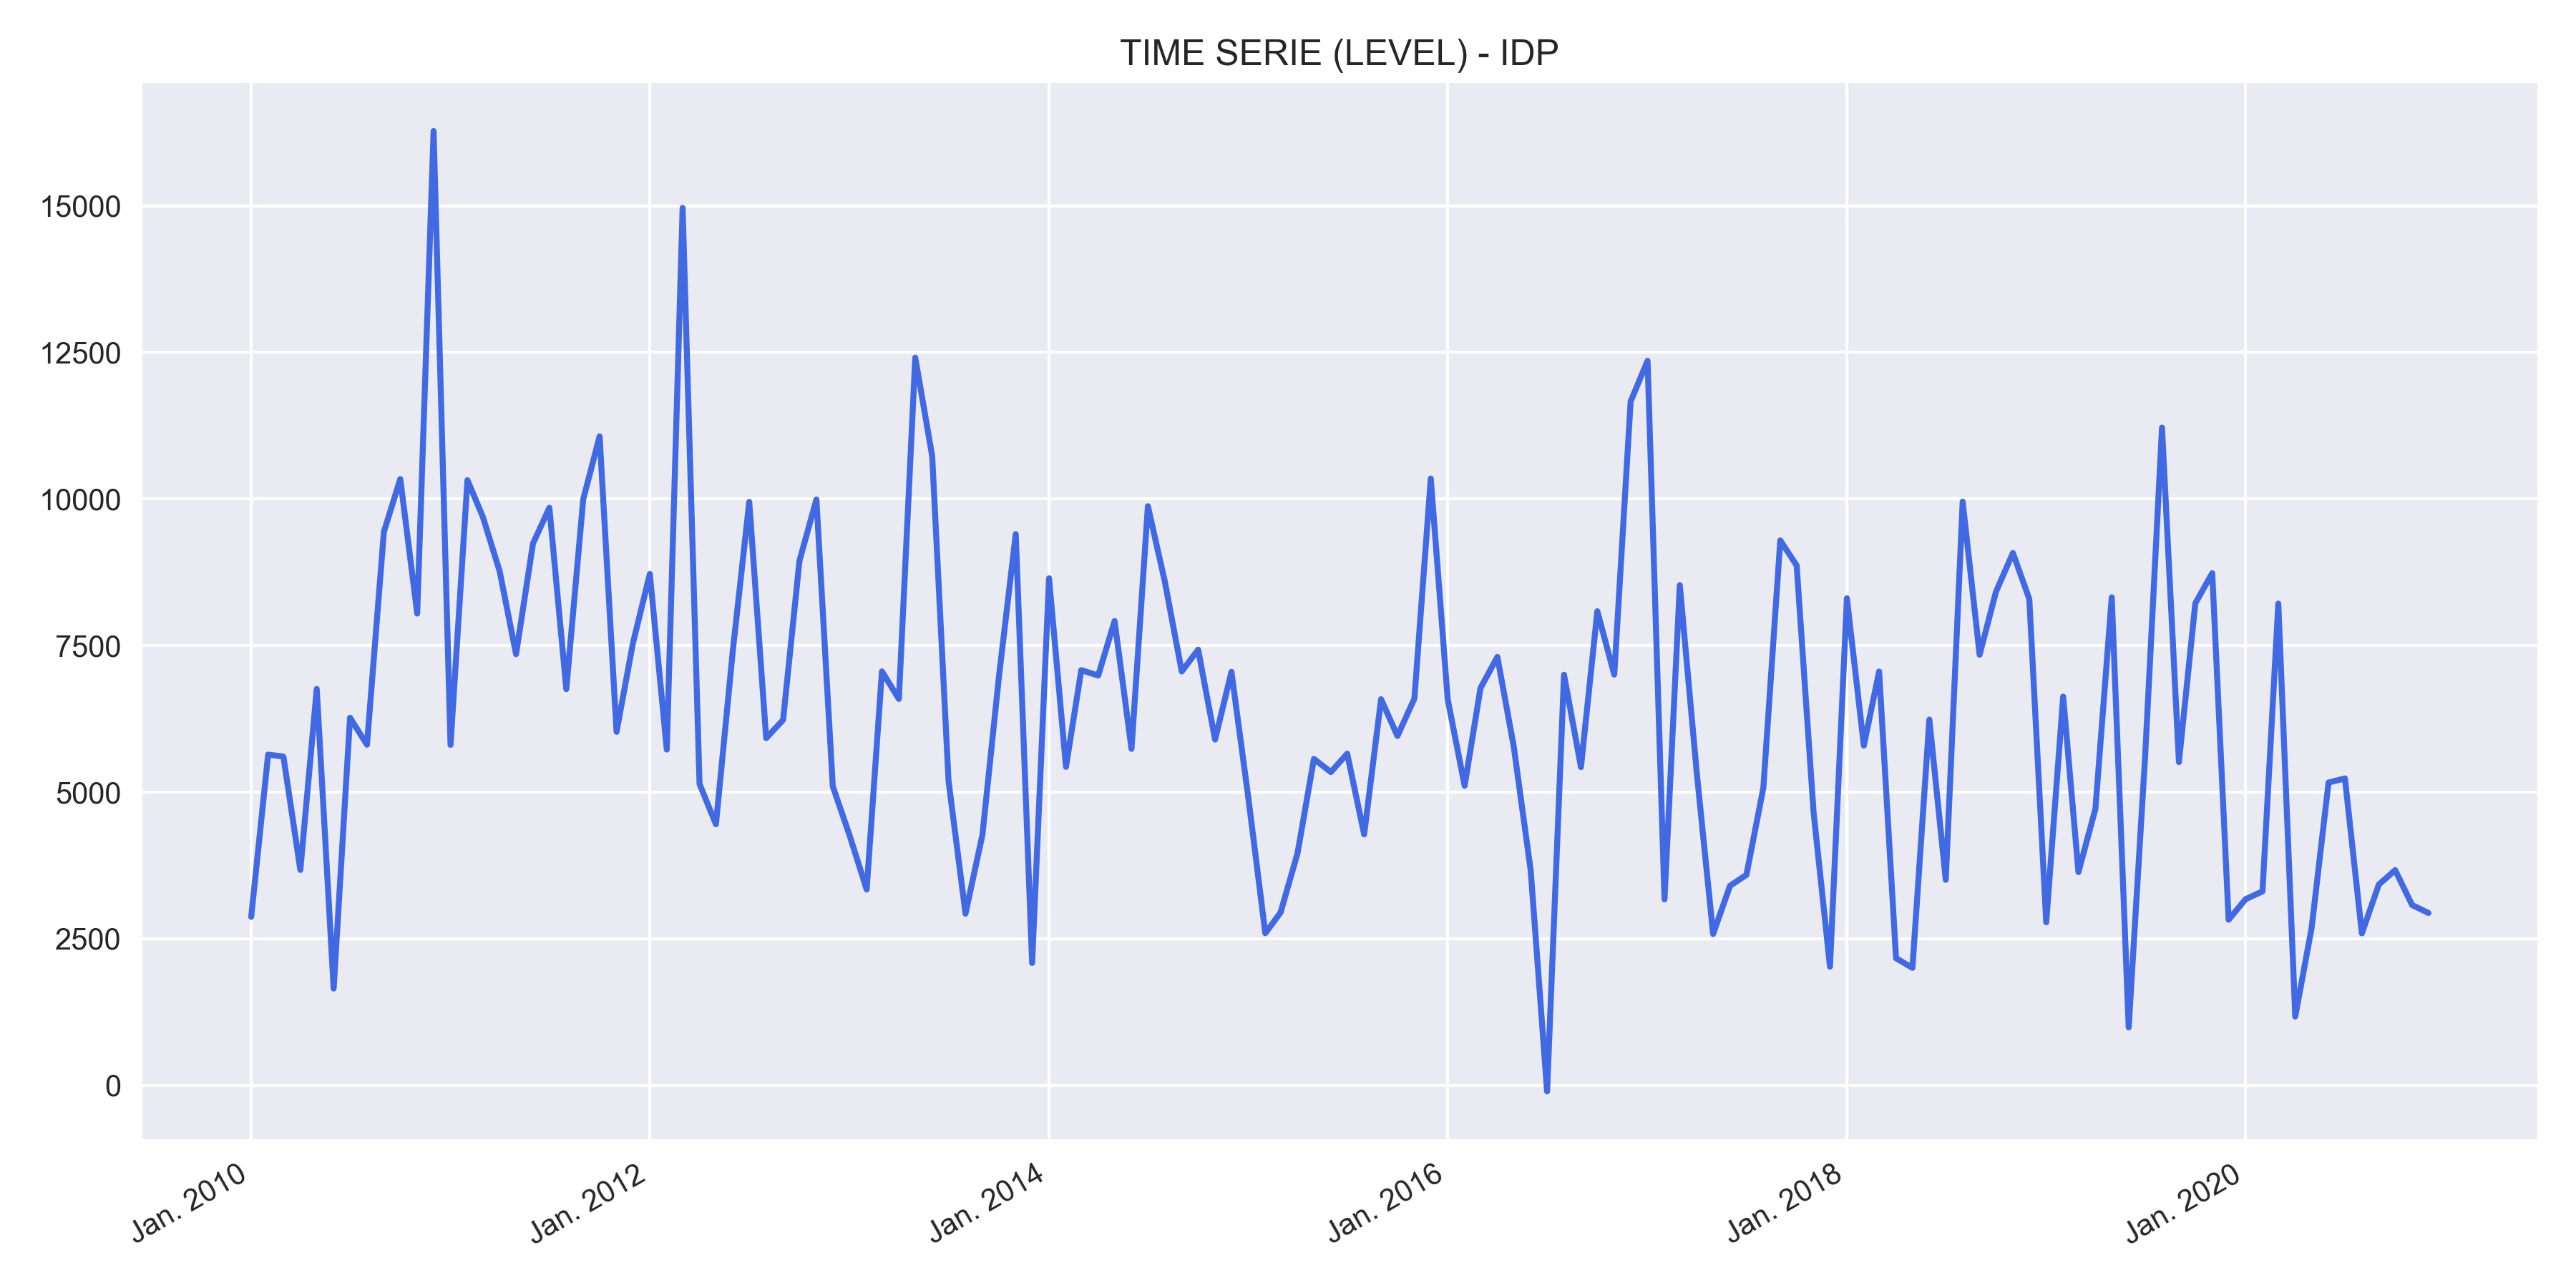 TIME SERIE (LEVEL) - IDP
15000
12500
10000
7500
5000
2500
0
Jan. 2010
Jan. 2012
Jan. 2014
Jan. 2016
Jan. 2018
Jan. 2020